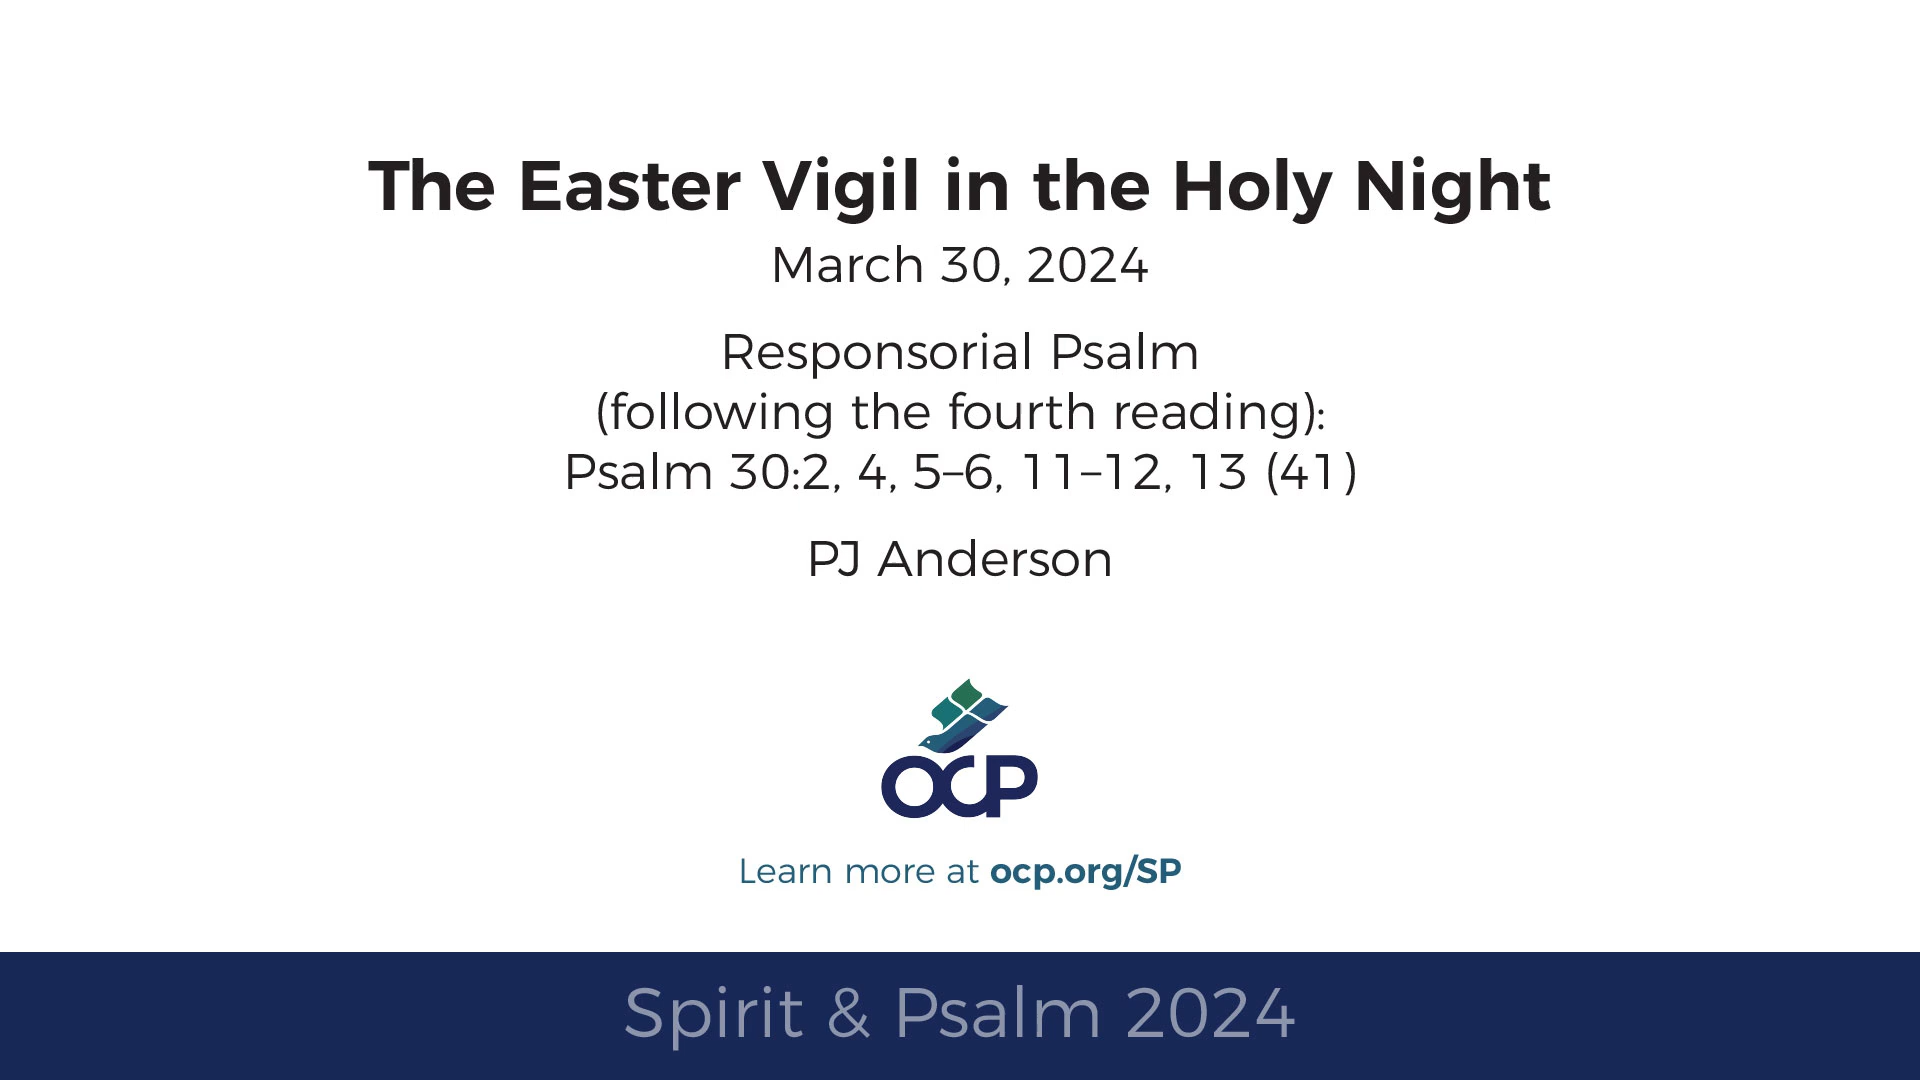 The Easter Vigil in the Holy Night
March 30, 2024
Responsorial Psalm
(following the fourth reading):
Psalm 30:2, 4, 5–6, 11–12, 13 (41)
PJ Anderson
OCP
Learn more at ocp.org/SP
Spirit & Psalm 2024